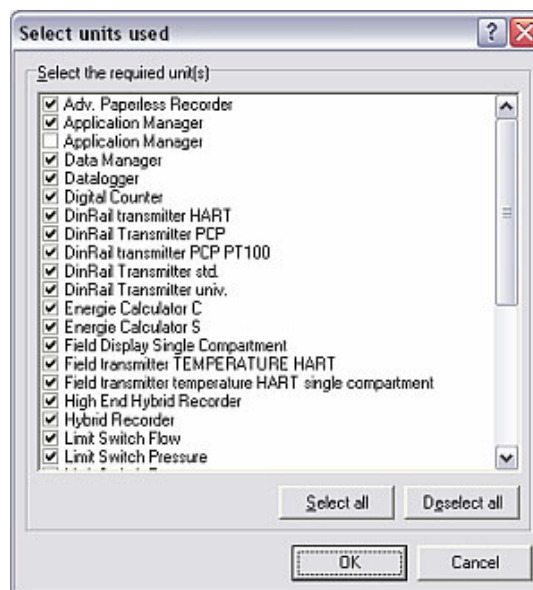 Select units used
Select the required unit(s)
Adv. Paperless Recorder
Application Manager
Application Manager
Data Manager
Datalogger
Digital Counter
DinRail transmitter HART
DinRail Transmitter PCP
DinRail transmitter PCP PT100
DinRail Transmitter std.
DinRail Transmitter univ.
Energie Calculator C
Energie Calculator S
Field Display Single Compartment
Field transmitter TEMPERATURE HART
Field transmitter temperature HART single compartment
High End Hybrid Recorder
Hybrid Recorder
Limit Switch Flow
Limit Switch Pressure
Select all
Deselect all
OK
Cancel